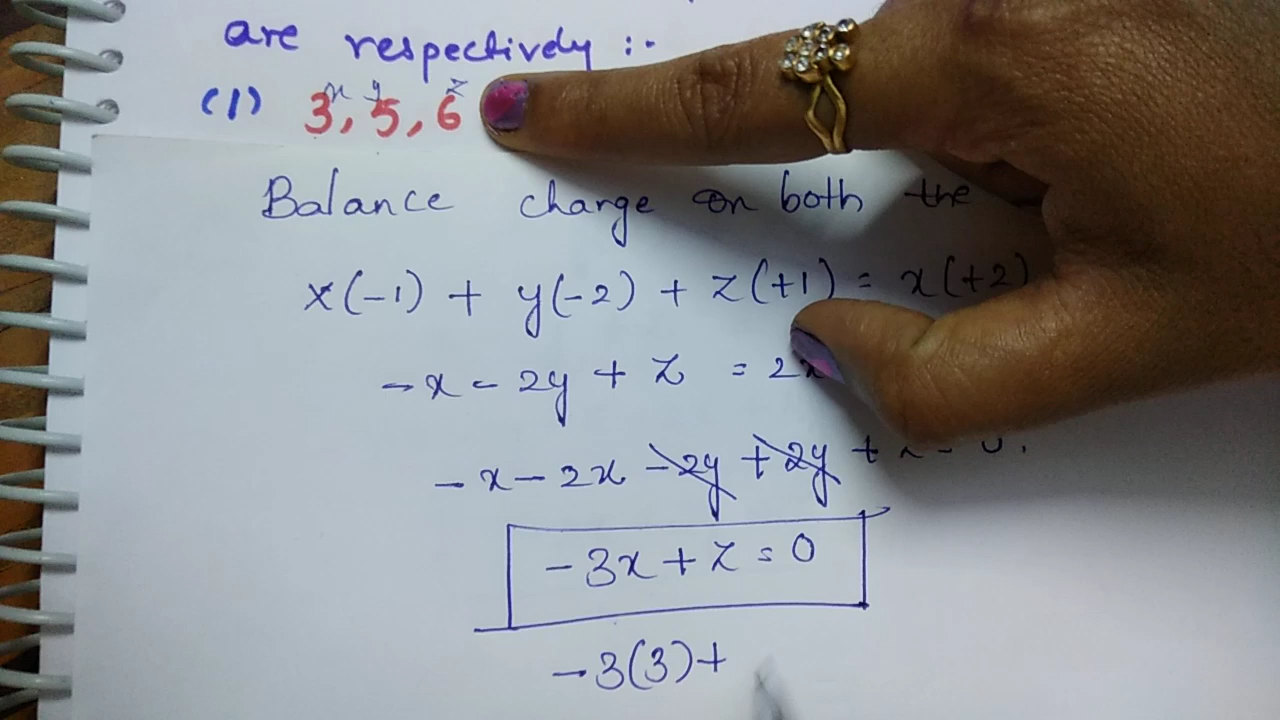 are respectively :-
(1) 3, 5, 6
x y z
Balance charge on both the
x(-1) + y(-2) + z(+1) = x(+2)
-x - 2y + z = 2x
-x - 2x - 2y + 2y +
-3x + z = 0
-3(3)+